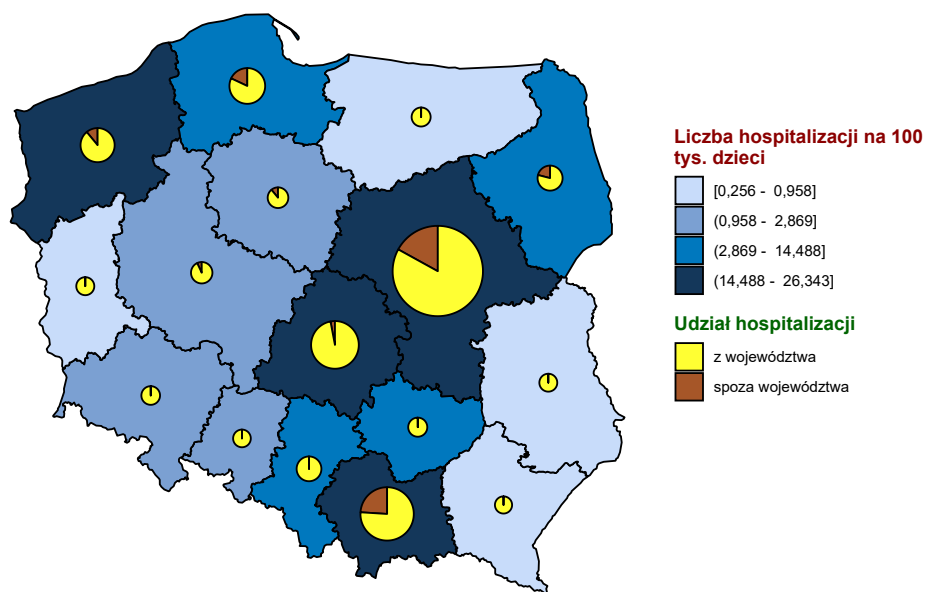 Liczba hospitalizacji na 100
tys. dzieci
[0,256 - 0,958]
(0,958 - 2,869]
(2,869 - 14,488]
(14,488 - 26,343]
Udział hospitalizacji
z województwa
spoza województwa